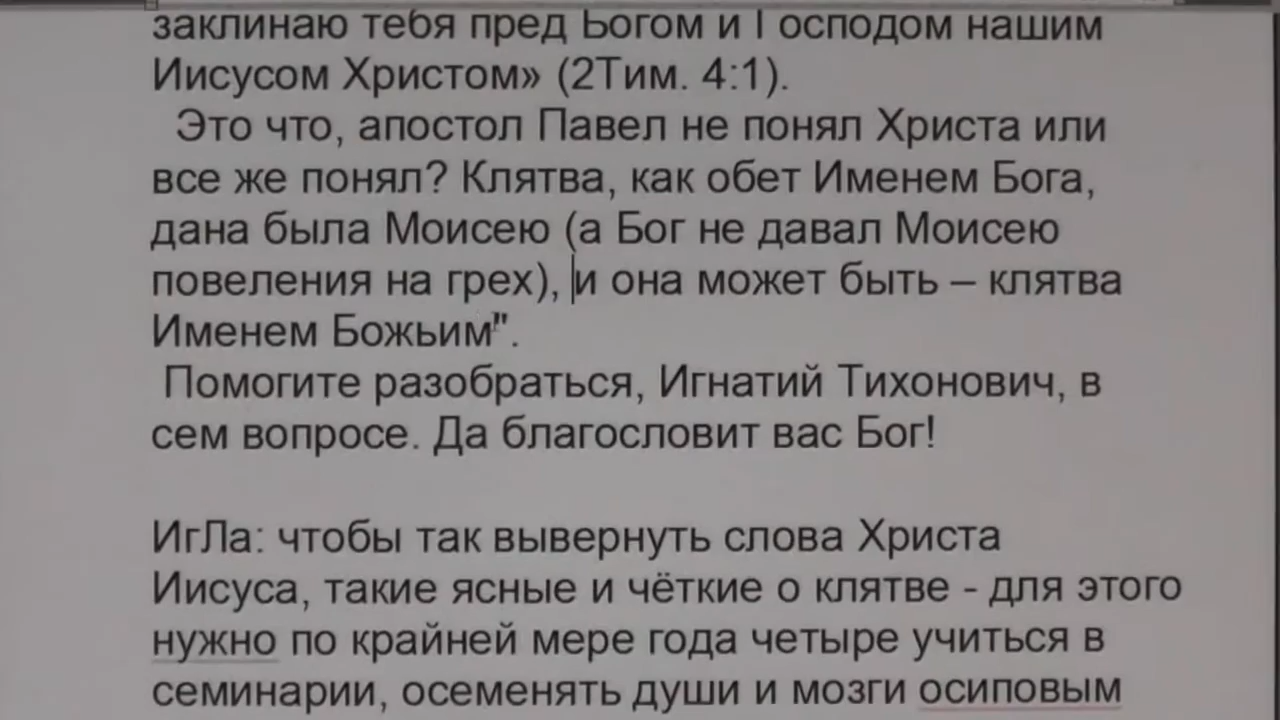 заклинаю тебя пред Богом и Господом нашим
Иисусом Христом» (2Тим. 4:1).
Это что, апостол Павел не понял Христа или
все же понял? Клятва, как обет Именем Бога,
дана была Моисею (а Бог не давал Моисею
повеления на грех), и она может быть – клятва
Именем Божьим".
Помогите разобраться, Игнатий Тихонович, в
сем вопросе. Да благословит вас Бог!
ИгЛа: чтобы так вывернуть слова Христа
Иисуса, такие ясные и чёткие о клятве - для этого
нужно по крайней мере года четыре учиться в
семинарии, осеменять души и мозги осиповым